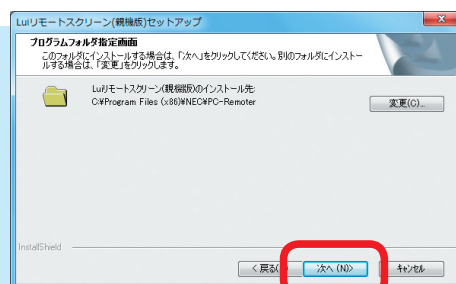 Luiリモートスクリーン(親機版)セットアップ
プログラムフォルダ指定画面
このフォルダにインストールする場合は、「次へ」をクリックしてください。別のフォルダにインストー
ルする場合は、「変更」をクリックします。
Luiリモートスクリーン(親機版)のインストール先:
C:¥Program Files (x86)¥NEC¥PC-Remoter
変更(C)...
InstallShield
< 戻る(
次へ (N)>
キャンセル